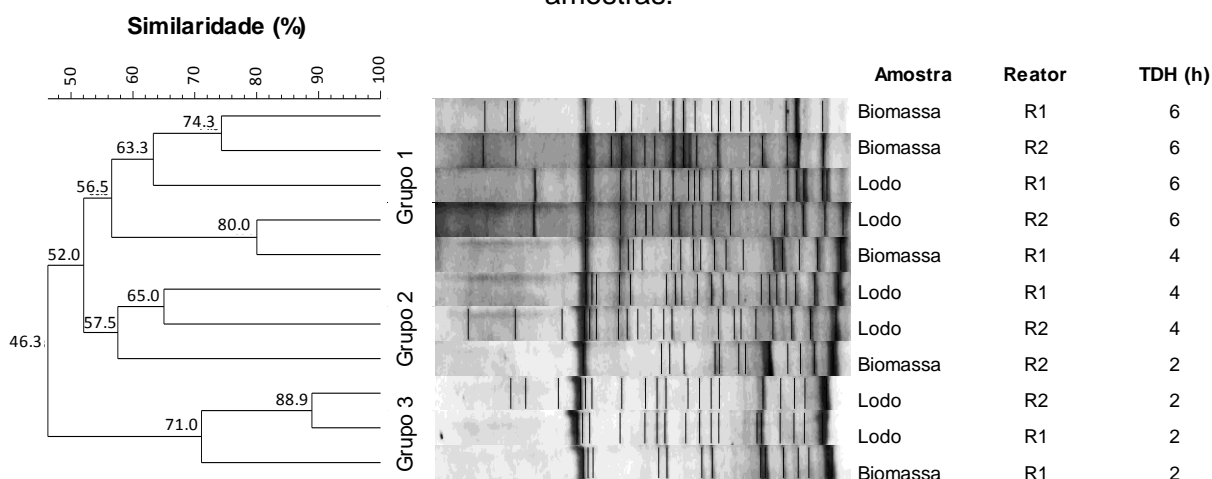 amostras.
Similaridade (%)
50 60 70 80 90 100
Amostra Reator TDH (h)
74.3
63.3
56.5
80.0
52.0
65.0
57.5
46.3
88.9
71.0
Grupo 1
Grupo 2
Grupo 3
Biomassa R1 6
Biomassa R2 6
Lodo R1 6
Lodo R2 6
Biomassa R1 4
Lodo R1 4
Lodo R2 4
Biomassa R2 2
Lodo R2 2
Lodo R1 2
Biomassa R1 2